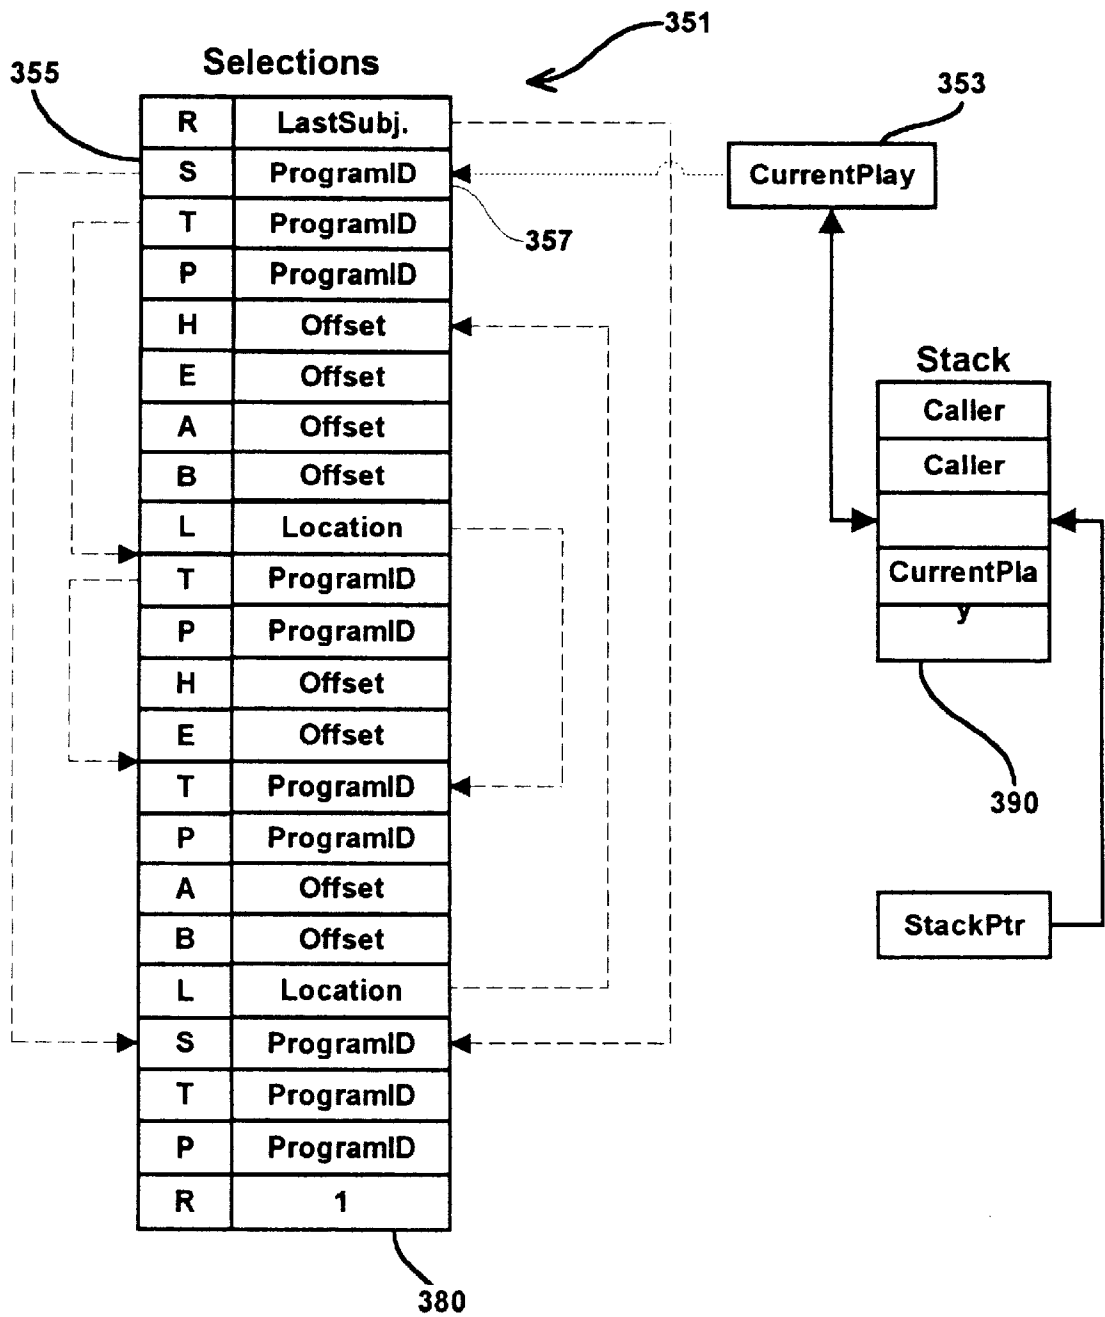 351
Selections
355
353
R LastSubj.
S ProgramID
CurrentPlay
T ProgramID
357
P ProgramID
H Offset
E Offset
A Offset
B Offset
L Location
T ProgramID
P ProgramID
H Offset
E Offset
T ProgramID
P ProgramID
A Offset
B Offset
L Location
S ProgramID
T ProgramID
P ProgramID
R 1
380
Stack
Caller
Caller
CurrentPla
y
390
StackPtr